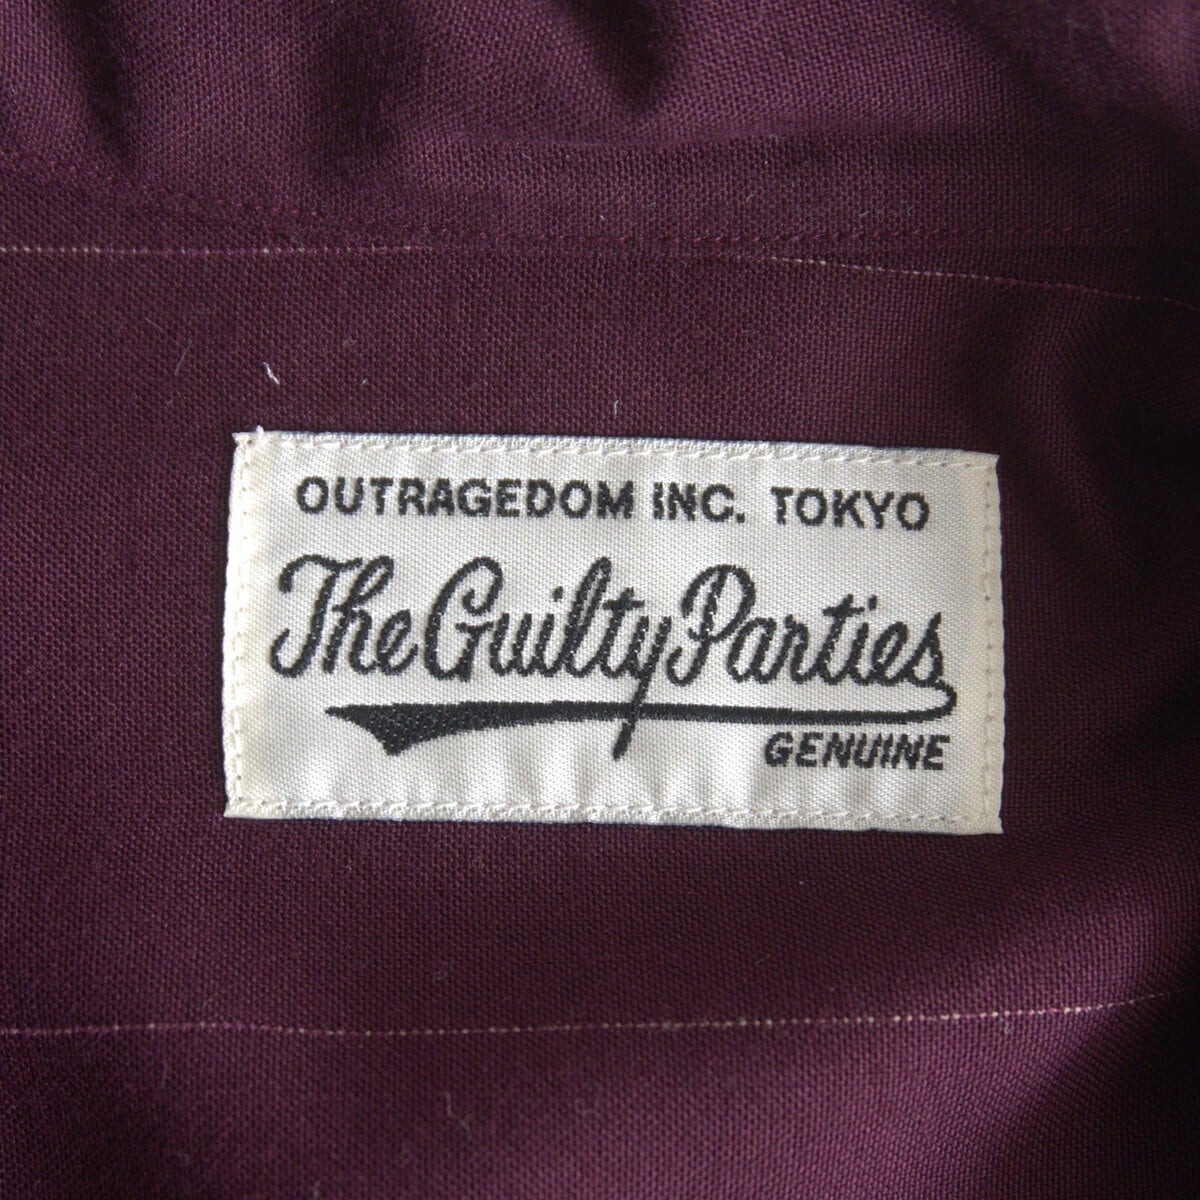 OUTRAGEDOM INC. TOKYO
The Guilty Parties
GENUINE